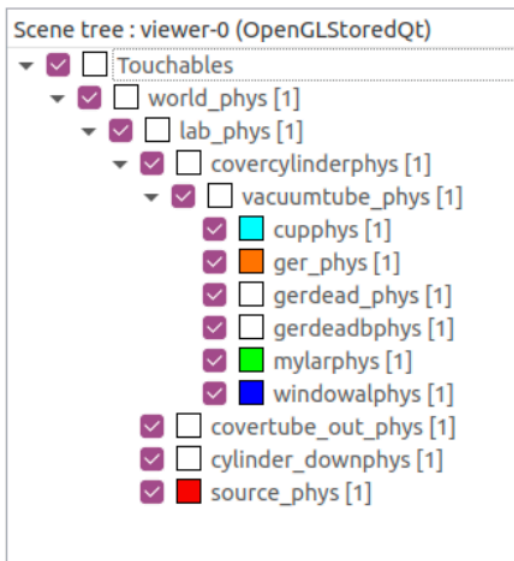 Scene tree : viewer-0 (OpenGLStoredQt)
Touchables
world_phys [1]
lab_phys [1]
covercylinderphys [1]
vacuumtube_phys [1]
cupphys [1]
ger_phys [1]
gerdead_phys [1]
gerdeadbphys [1]
mylarphys [1]
windowalphys [1]
covertube_out_phys [1]
cylinder_downphys [1]
source_phys [1]